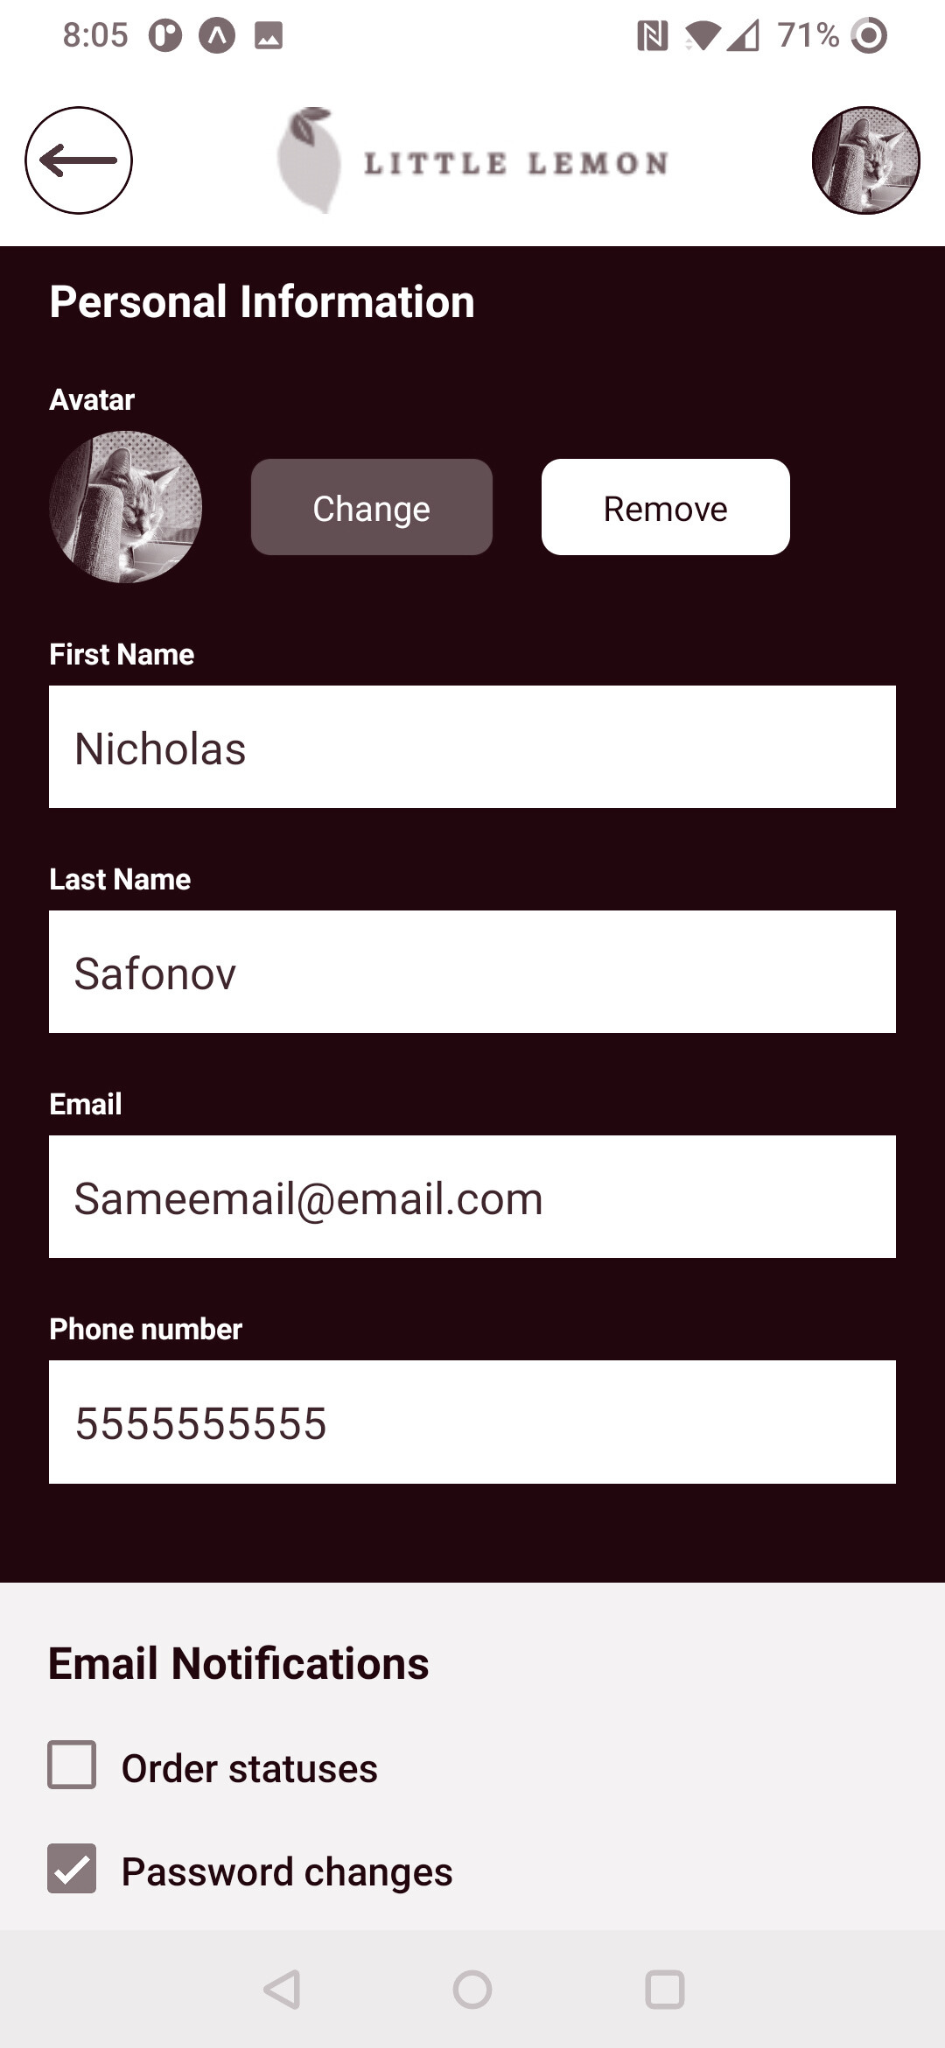 8:05 71%
LITTLE LEMON
Personal Information
Avatar
Change Remove
First Name
Nicholas
Last Name
Safonov
Email
Sameemail@email.com
Phone number
5555555555
Email Notifications
Order statuses
Password changes